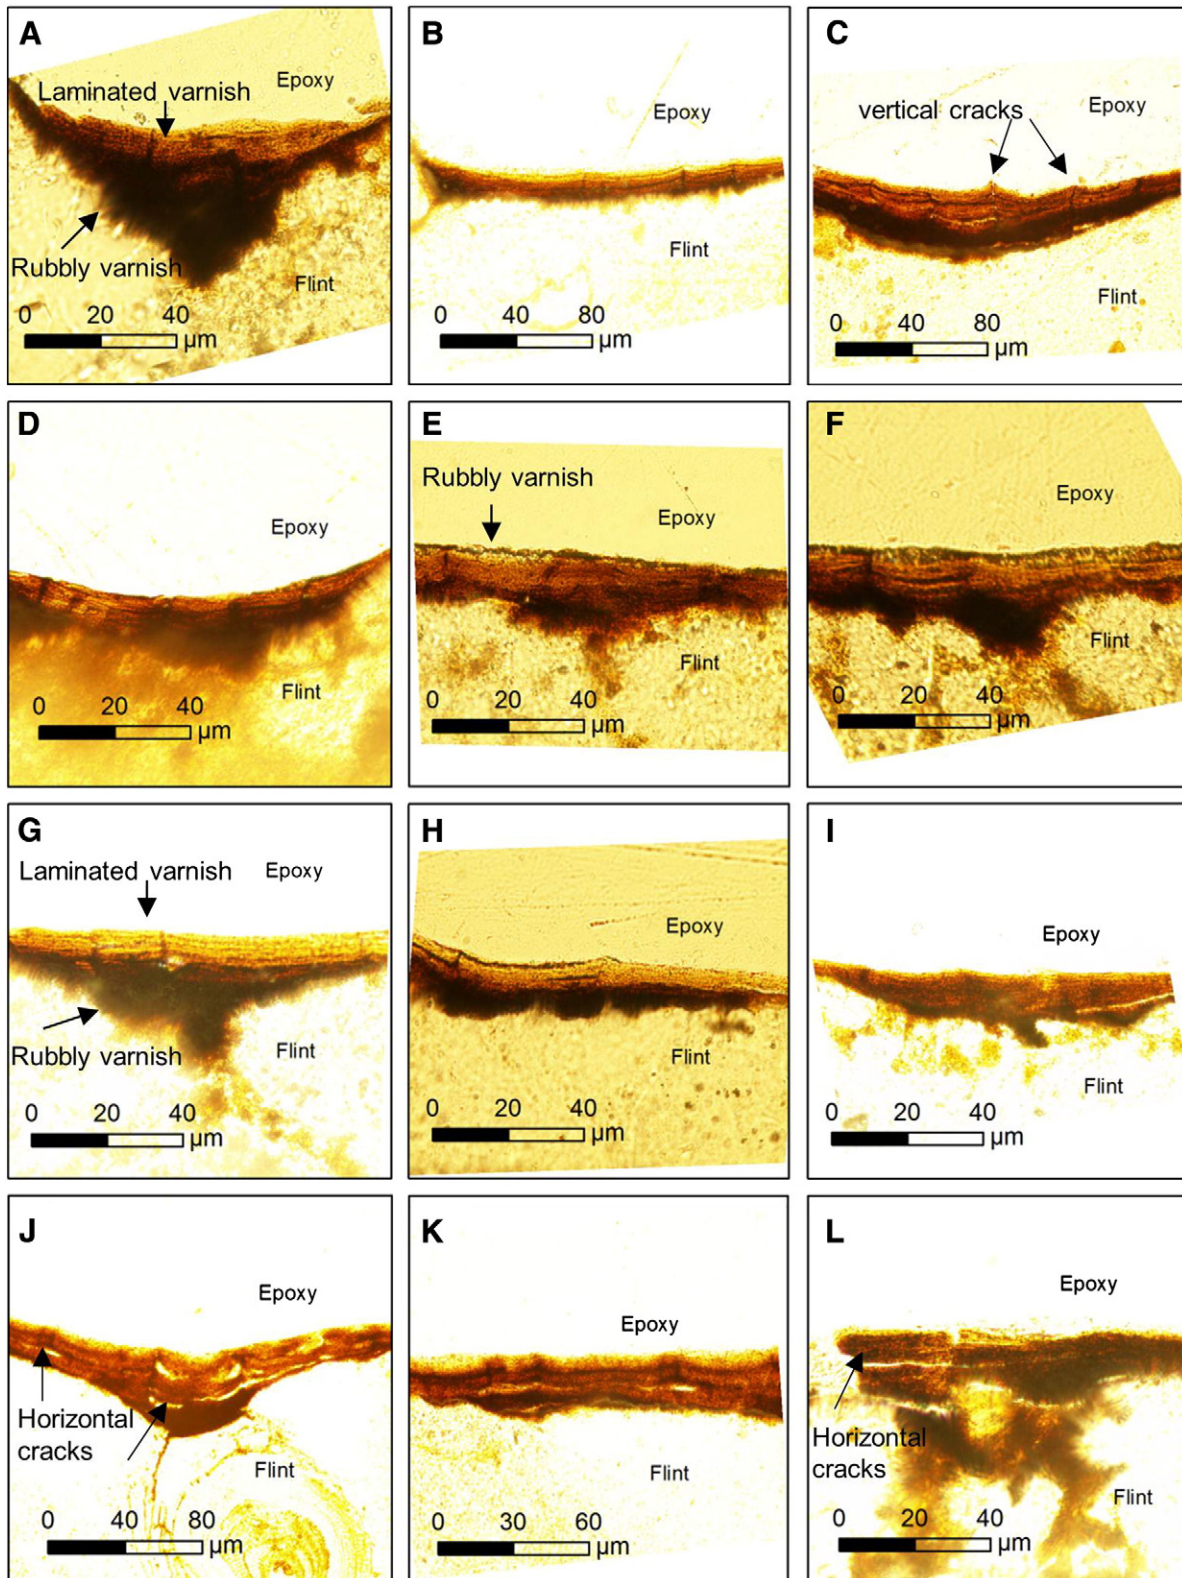 A
Epoxy
Laminated varnish
Rubbly varnish
Flint
0 20 40
µm
B
Epoxy
Flint
0 40 80
µm
C
vertical cracks
Epoxy
Flint
0 40 80
µm
D
Epoxy
Flint
0 20 40
µm
E
Rubbly varnish
Epoxy
Flint
0 20 40
µm
F
Epoxy
Flint
0 20 40
µm
G
Laminated varnish
Epoxy
Rubbly varnish
Flint
0 20 40
µm
H
Epoxy
Flint
0 20 40
µm
I
Epoxy
Flint
0 20 40
µm
J
Epoxy
Horizontal
cracks
Flint
0 40 80
µm
K
Epoxy
Flint
0 30 60
µm
L
Epoxy
Horizontal
cracks
Flint
0 20 40
µm